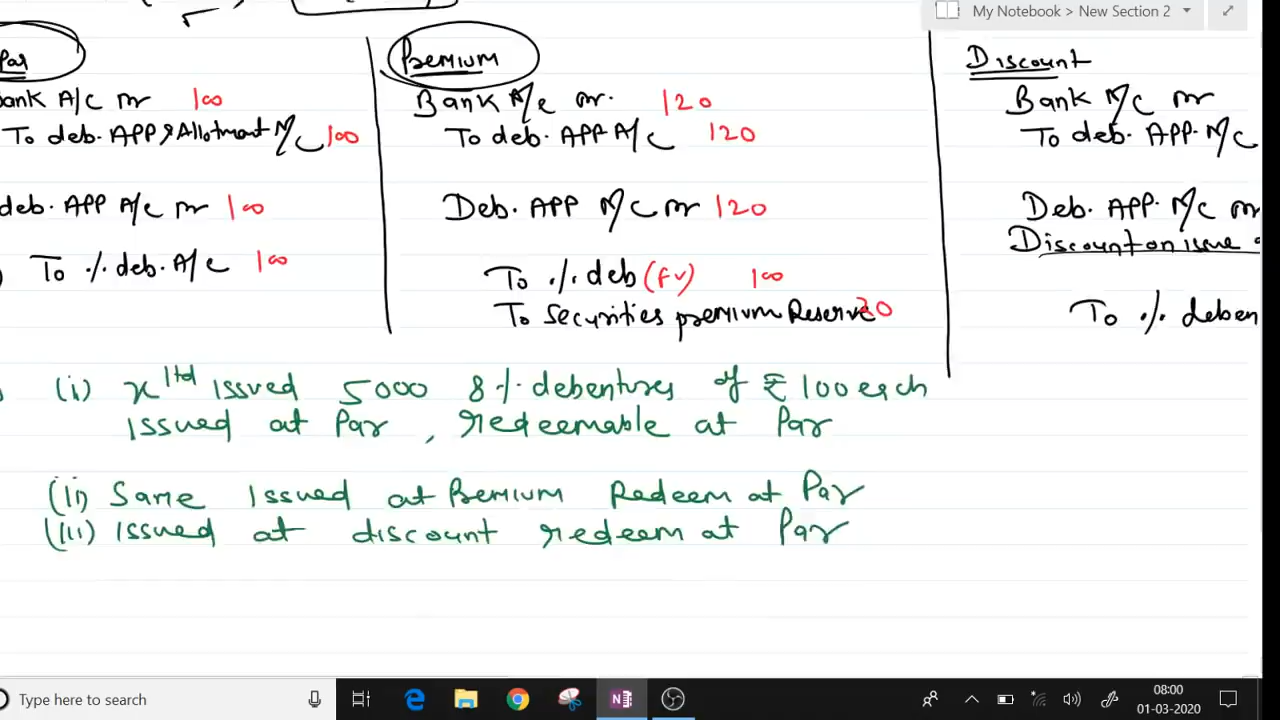 My Notebook > New Section 2
Par
Bank A/C Dr 100
To deb. APP & Allotment A/C 100
deb. APP A/C Dr 100
To % deb. A/C 100
Premium
Bank A/c Dr. 120
To deb. APP A/C 120
Deb. APP A/C Dr 120
To % deb (FV) 100
To Securities premium Reserve 20
Discount
Bank A/C Dr
To deb. APP. A/C
Deb. APP. A/C Dr
Discount on issue
To % deben
(i) x ltd issued 5000 8% debentures of ₹ 100 each
issued at Par, redeemable at Par
(ii) Same issued at Premium Redeem at Par
(iii) issued at discount redeem at Par
Type here to search
08:00
01-03-2020